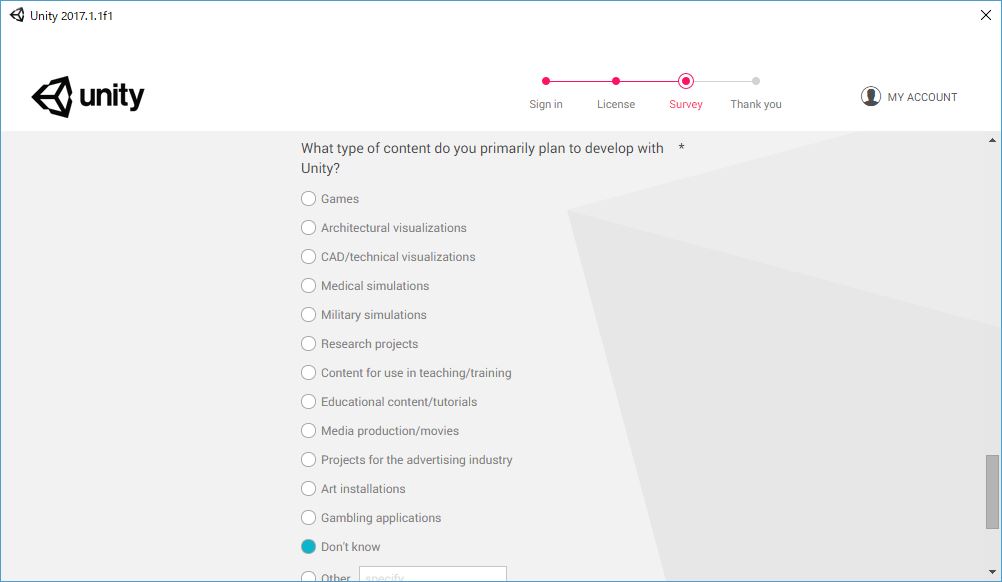 Unity 2017.1.1f1
unity
Sign in
License
Survey
Thank you
MY ACCOUNT
What type of content do you primarily plan to develop with *
Unity?
Games
Architectural visualizations
CAD/technical visualizations
Medical simulations
Military simulations
Research projects
Content for use in teaching/training
Educational content/tutorials
Media production/movies
Projects for the advertising industry
Art installations
Gambling applications
Don't know
Other specify